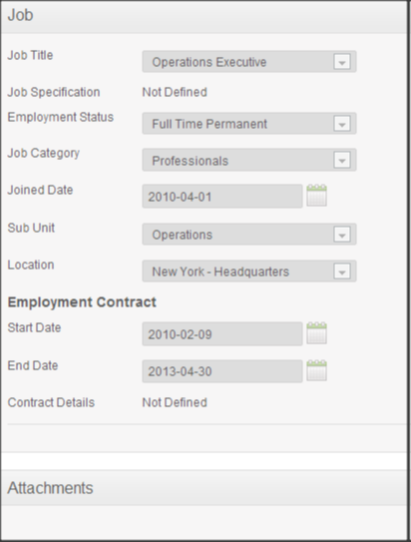 Job
Job Title Operations Executive
Job Specification Not Defined
Employment Status Full Time Permanent
Job Category Professionals
Joined Date 2010-04-01
Sub Unit Operations
Location New York - Headquarters
Employment Contract
Start Date 2010-02-09
End Date 2013-04-30
Contract Details Not Defined
Attachments